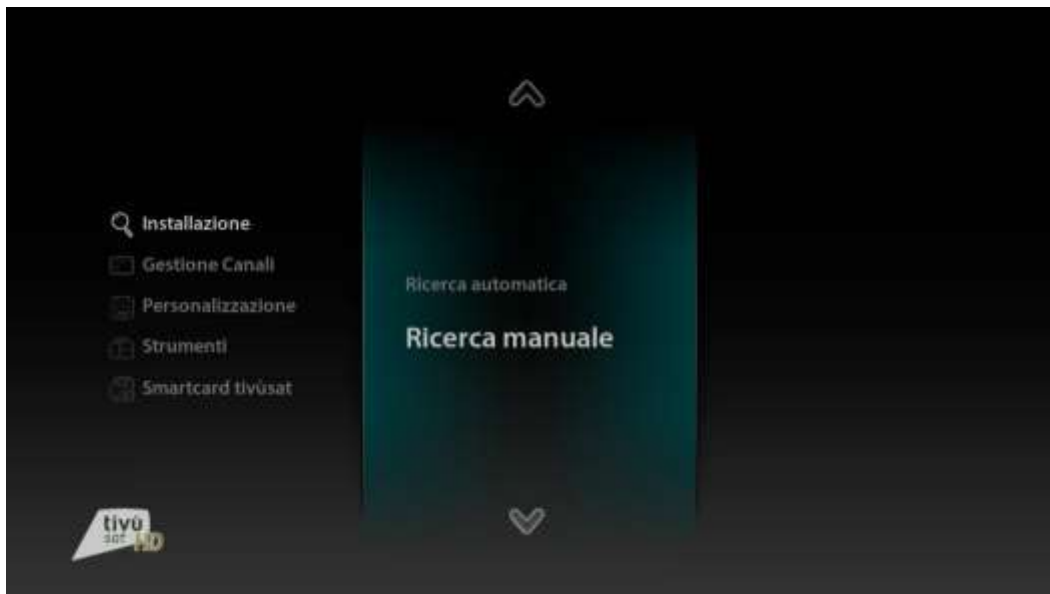 Installazione
Gestione Canali
Personalizzazione
Strumenti
Smartcard tivùsat
Ricerca automatica
Ricerca manuale
tivù
sat HD